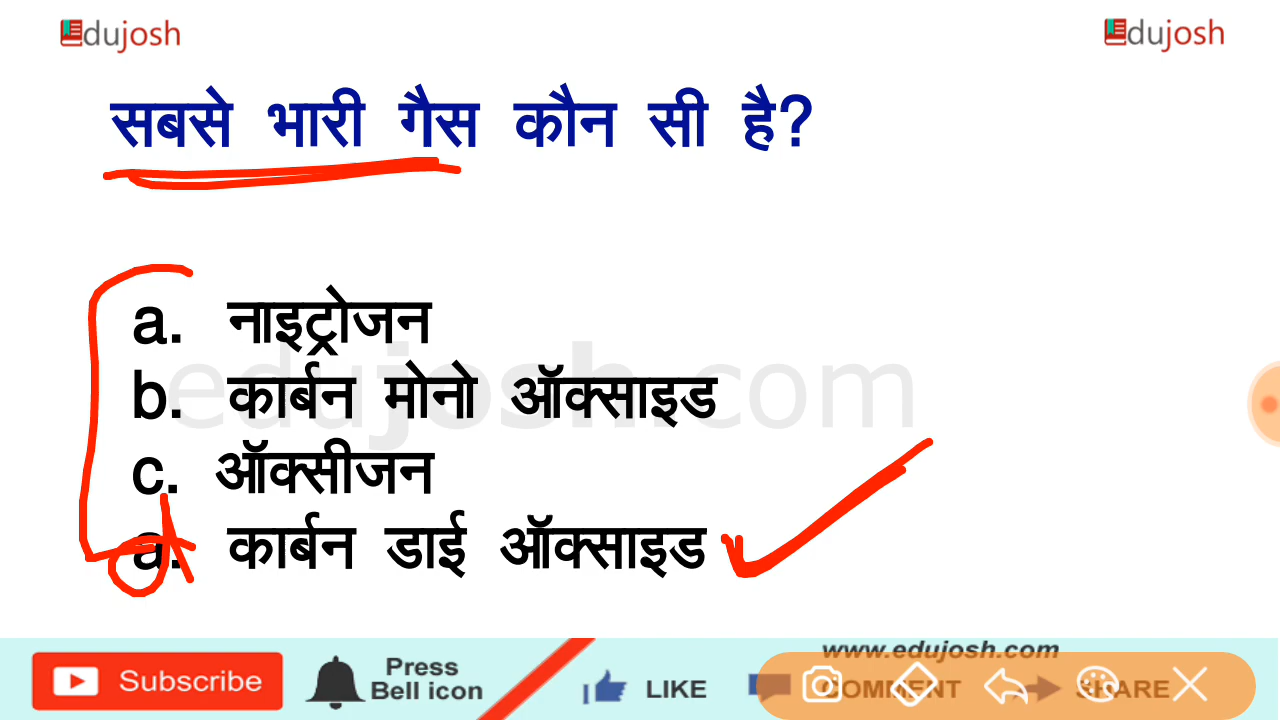 Edujosh
Edujosh
सबसे भारी गैस कौन सी है?
a. नाइट्रोजन
b. कार्बन मोनो ऑक्साइड
c. ऑक्सीजन
a. कार्बन डाई ऑक्साइड
edujosh.com
www.edujosh.com
Subscribe
Press
Bell icon
LIKE
COMMENT
SHARE